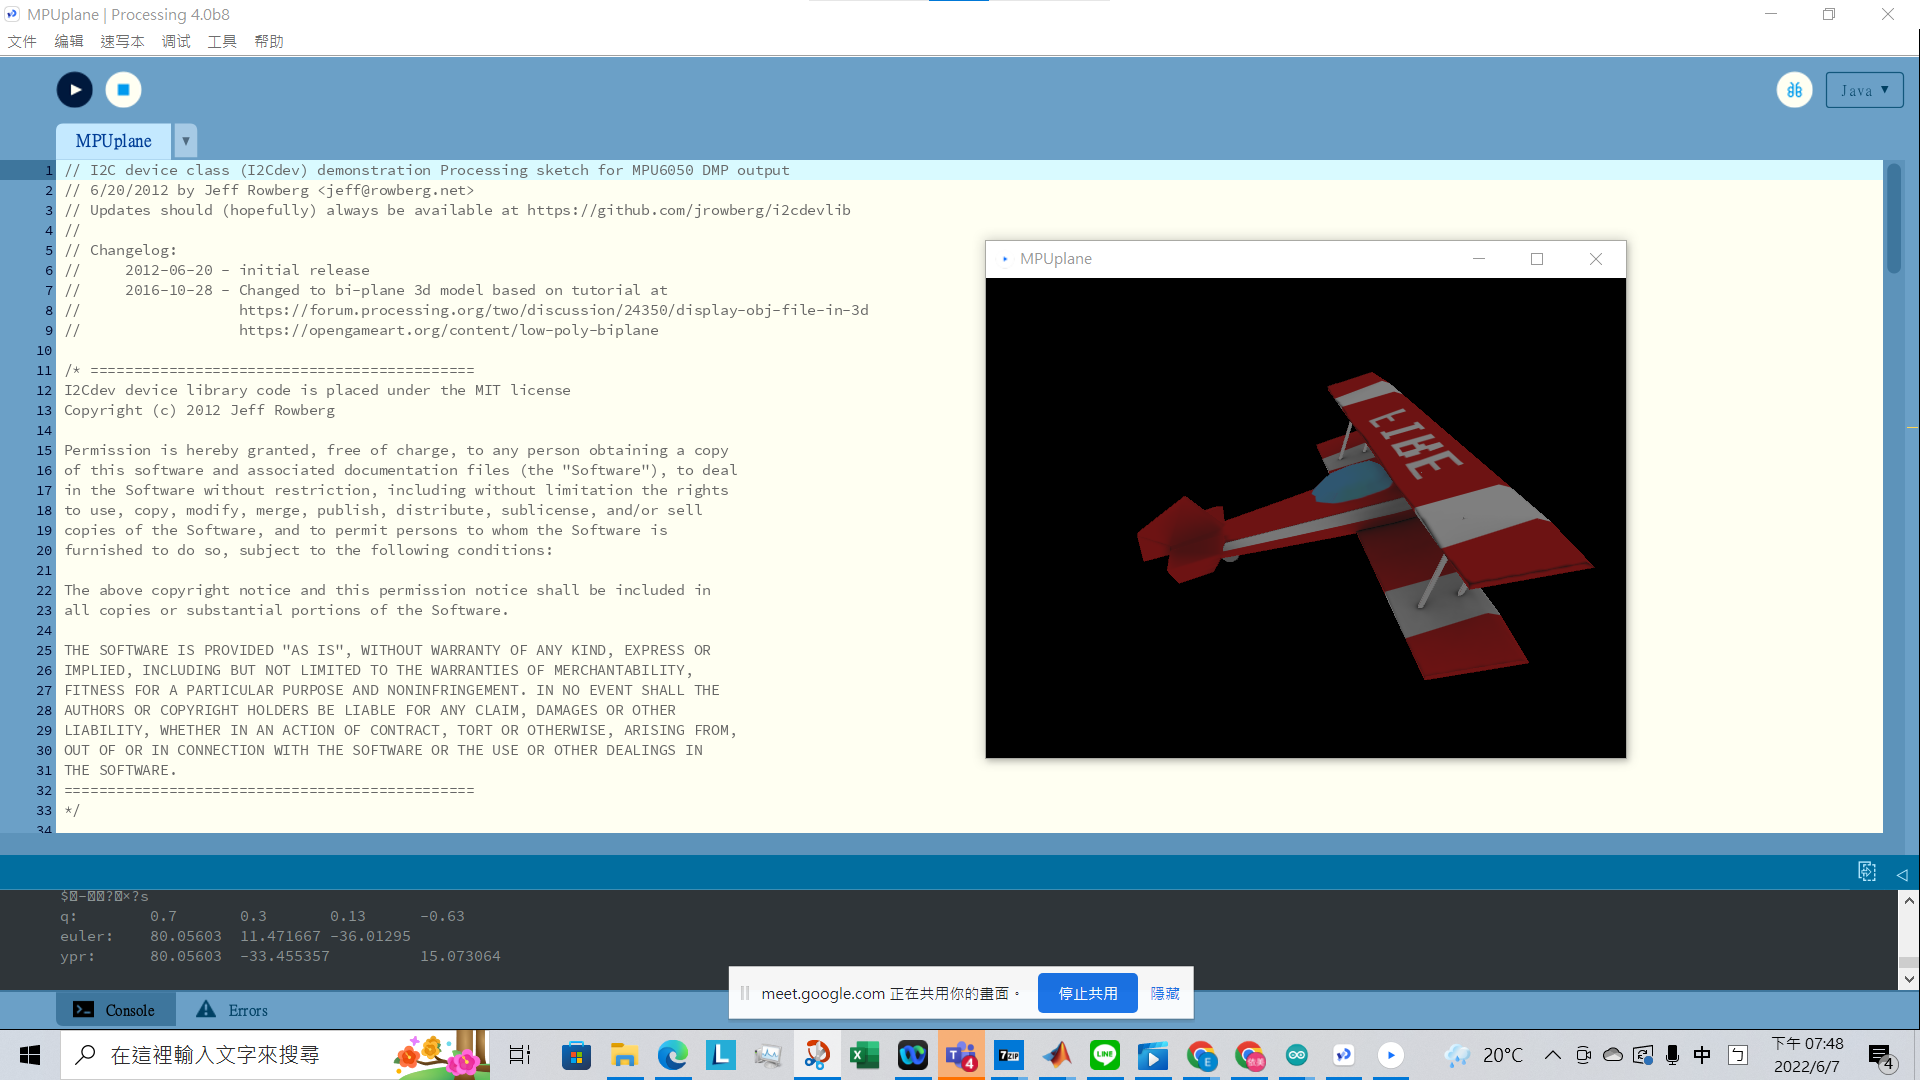 MPUplane | Processing 4.0b8
文件 编辑 速写本 调试 工具 帮助
Java ▼
MPUplane ▼
1 // I2C device class (I2Cdev) demonstration Processing sketch for MPU6050 DMP output
2 // 6/20/2012 by Jeff Rowberg <jeff@rowberg.net>
3 // Updates should (hopefully) always be available at https://github.com/jrowberg/i2cdevlib
4 //
5 // Changelog:
6 //     2012-06-20 - initial release
7 //     2016-10-28 - Changed to bi-plane 3d model based on tutorial at
8 //                  https://forum.processing.org/two/discussion/24350/display-obj-file-in-3d
9 //                  https://opengameart.org/content/low-poly-biplane
10
11 /* ============================================
12 I2Cdev device library code is placed under the MIT license
13 Copyright (c) 2012 Jeff Rowberg
14
15 Permission is hereby granted, free of charge, to any person obtaining a copy
16 of this software and associated documentation files (the "Software"), to deal
17 in the Software without restriction, including without limitation the rights
18 to use, copy, modify, merge, publish, distribute, sublicense, and/or sell
19 copies of the Software, and to permit persons to whom the Software is
20 furnished to do so, subject to the following conditions:
21
22 The above copyright notice and this permission notice shall be included in
23 all copies or substantial portions of the Software.
24
25 THE SOFTWARE IS PROVIDED "AS IS", WITHOUT WARRANTY OF ANY KIND, EXPRESS OR
26 IMPLIED, INCLUDING BUT NOT LIMITED TO THE WARRANTIES OF MERCHANTABILITY,
27 FITNESS FOR A PARTICULAR PURPOSE AND NONINFRINGEMENT. IN NO EVENT SHALL THE
28 AUTHORS OR COPYRIGHT HOLDERS BE LIABLE FOR ANY CLAIM, DAMAGES OR OTHER
29 LIABILITY, WHETHER IN AN ACTION OF CONTRACT, TORT OR OTHERWISE, ARISING FROM,
30 OUT OF OR IN CONNECTION WITH THE SOFTWARE OR THE USE OR OTHER DEALINGS IN
31 THE SOFTWARE.
32 ===============================================
33 */
34
MPUplane
q: 0.7 0.3 0.13 -0.63
euler: 80.05603 11.471667 -36.01295
ypr: 80.05603 -33.455357 15.073064
meet.google.com 正在共用你的畫面。 停止共用 隱藏
Console Errors
在這裡輸入文字來搜尋
L
4
7ZIP
LINE
E
依美
20°C
中
ㄅ
下午 07:48
2022/6/7
4